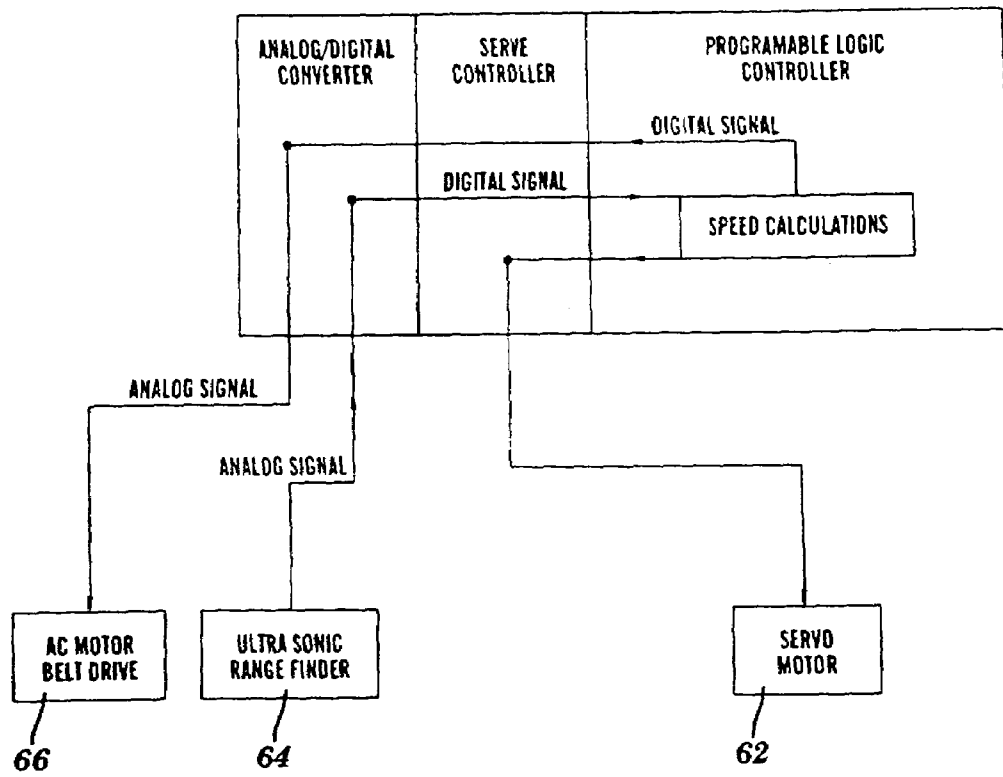 ANALOG/DIGITAL
CONVERTER
SERVE
CONTROLLER
PROGRAMABLE LOGIC
CONTROLLER
DIGITAL SIGNAL
DIGITAL SIGNAL
SPEED CALCULATIONS
ANALOG SIGNAL
ANALOG SIGNAL
AC MOTOR
BELT DRIVE
ULTRA SONIC
RANGE FINDER
SERVO
MOTOR
66
64
62